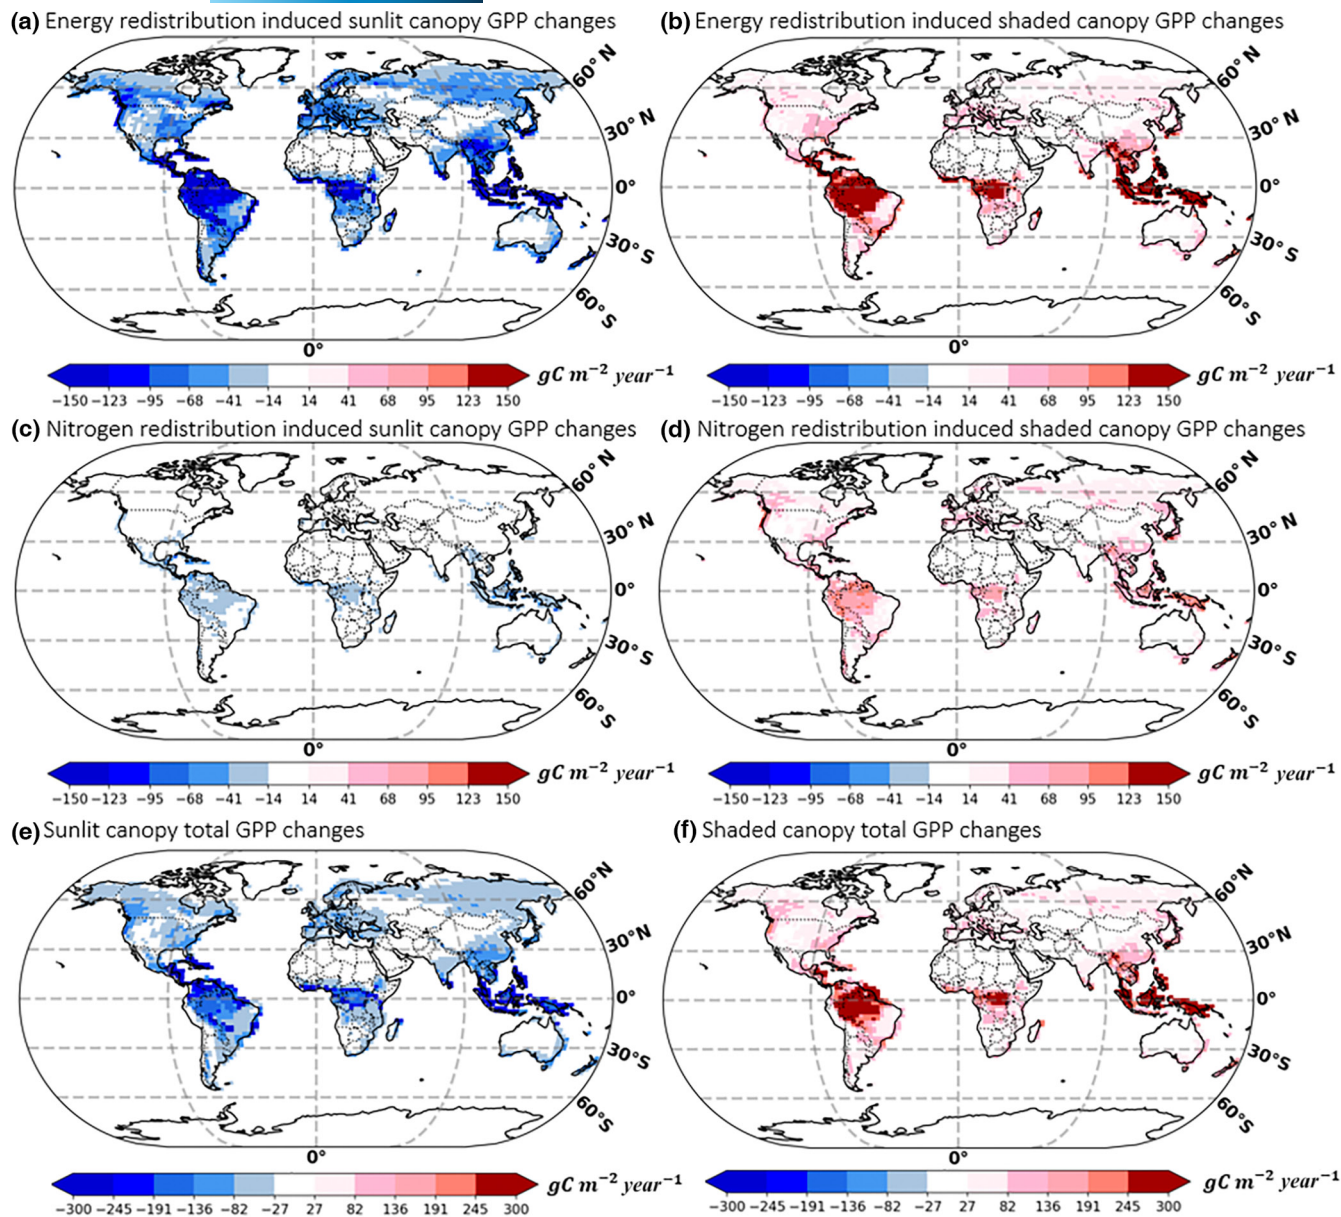 (a) Energy redistribution induced sunlit canopy GPP changes
60° N
30° N
0°
30° S
60° S
0°
−150 −123 −95 −68 −41 −14 14 41 68 95 123 150
gC m⁻² year⁻¹
(b) Energy redistribution induced shaded canopy GPP changes
60° N
30° N
0°
30° S
60° S
0°
−150 −123 −95 −68 −41 −14 14 41 68 95 123 150
gC m⁻² year⁻¹
(c) Nitrogen redistribution induced sunlit canopy GPP changes
60° N
30° N
0°
30° S
60° S
0°
−150 −123 −95 −68 −41 −14 14 41 68 95 123 150
gC m⁻² year⁻¹
(d) Nitrogen redistribution induced shaded canopy GPP changes
60° N
30° N
0°
30° S
60° S
0°
−150 −123 −95 −68 −41 −14 14 41 68 95 123 150
gC m⁻² year⁻¹
(e) Sunlit canopy total GPP changes
60°N
30°N
0°
30°S
60°S
0°
−300 −245 −191 −136 −82 −27 27 82 136 191 245 300
gC m⁻² year⁻¹
(f) Shaded canopy total GPP changes
60°N
30°N
0°
30°S
60°S
0°
−300 −245 −191 −136 −82 −27 27 82 136 191 245 300
gC m⁻² year⁻¹